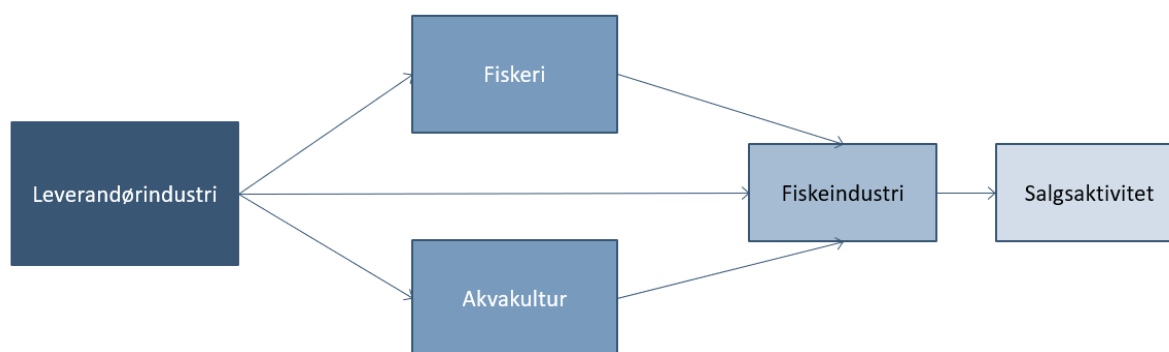 Fiskeri
Leverandørindustri
Fiskeindustri
Salgsaktivitet
Akvakultur